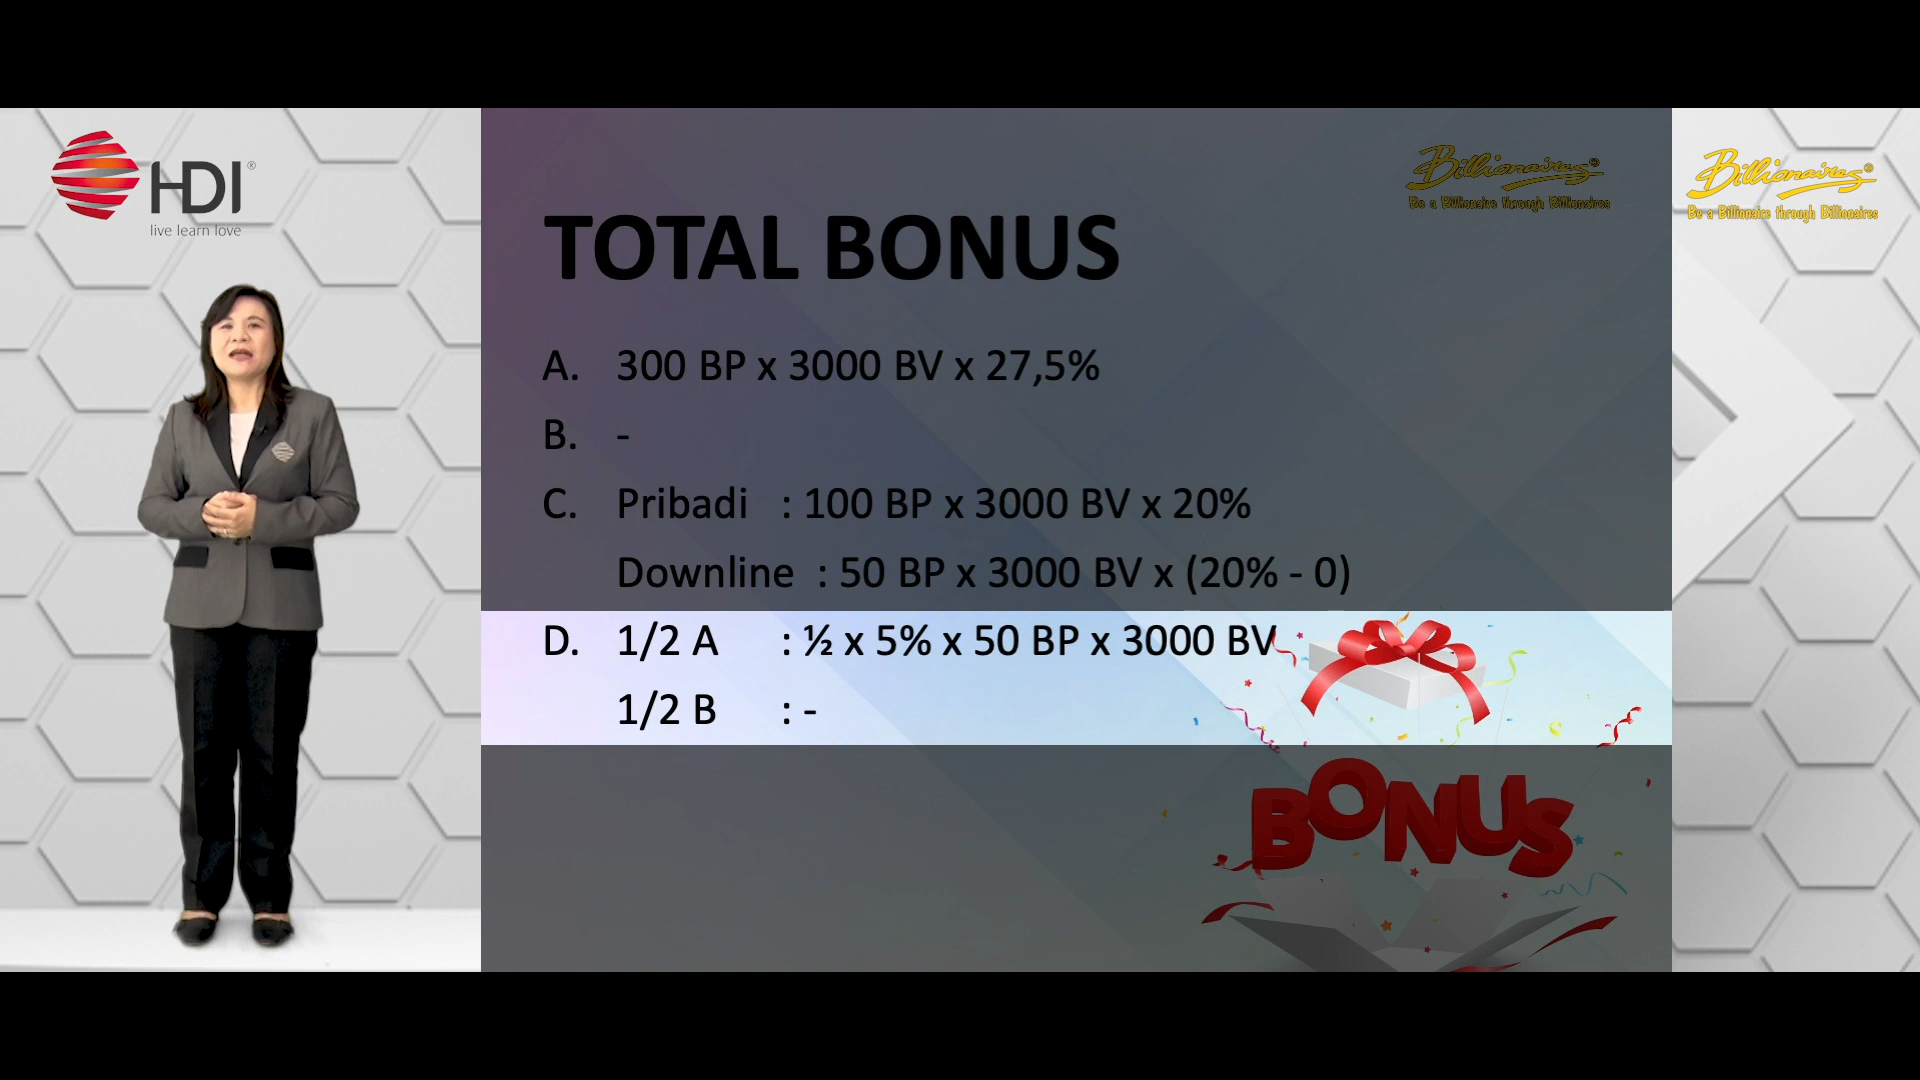 HDI®
live learn love
Billionaires®
Be a Billionaire through Billionaires
Billionaires®
Be a Billionaire through Billionaires
TOTAL BONUS
A. 300 BP x 3000 BV x 27,5%
B. -
C. Pribadi : 100 BP x 3000 BV x 20%
Downline : 50 BP x 3000 BV x (20% - 0)
D. 1/2 A : ½ x 5% x 50 BP x 3000 BV
1/2 B : -
BONUS